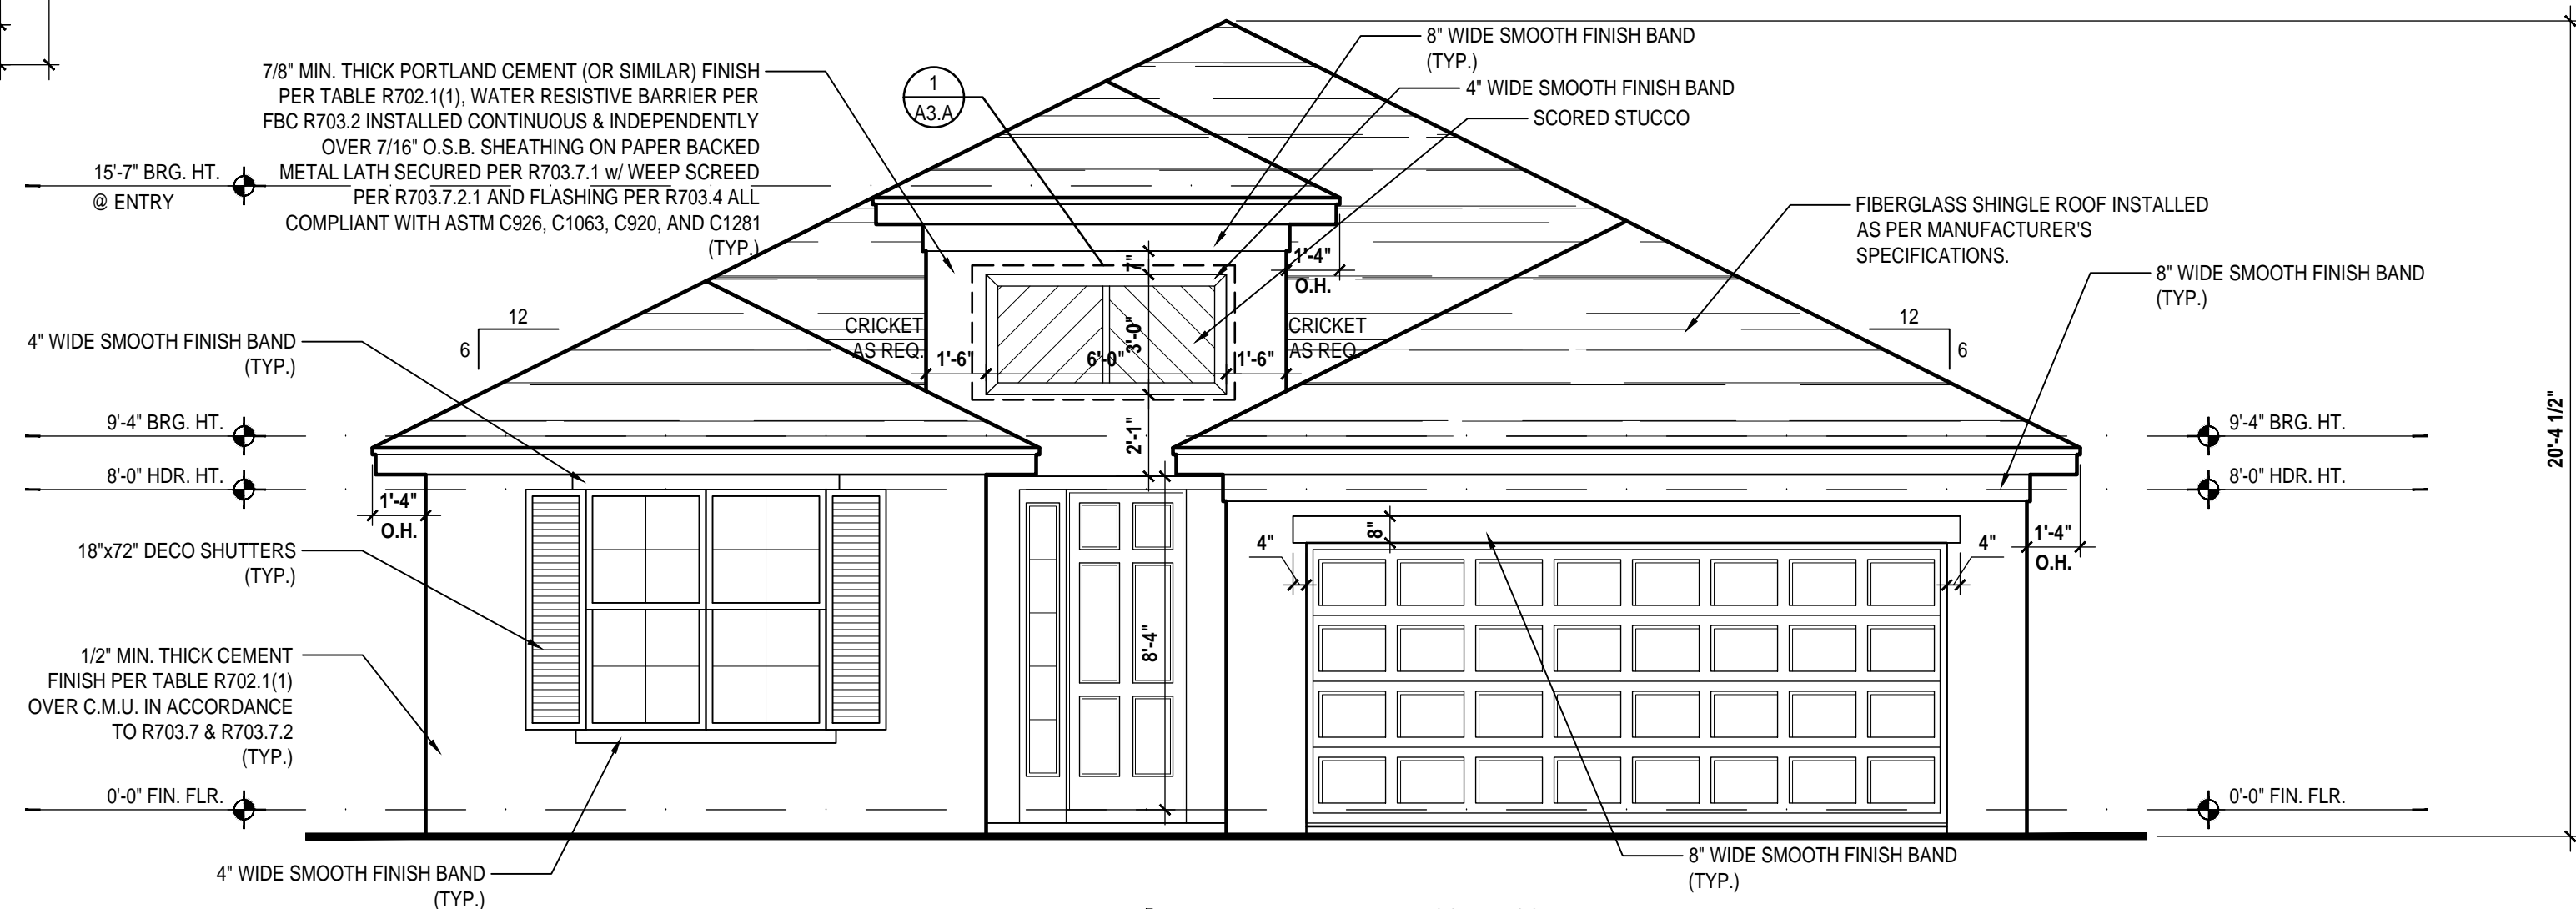 7/8" MIN. THICK PORTLAND CEMENT (OR SIMILAR) FINISH
PER TABLE R702.1(1), WATER RESISTIVE BARRIER PER
FBC R703.2 INSTALLED CONTINUOUS & INDEPENDENTLY
OVER 7/16" O.S.B. SHEATHING ON PAPER BACKED
METAL LATH SECURED PER R703.7.1 w/ WEEP SCREED
PER R703.7.2.1 AND FLASHING PER R703.4 ALL
COMPLIANT WITH ASTM C926, C1063, C920, AND C1281
(TYP.)
1
A3.A
8" WIDE SMOOTH FINISH BAND
(TYP.)
4" WIDE SMOOTH FINISH BAND
SCORED STUCCO
15'-7" BRG. HT.
@ ENTRY
FIBERGLASS SHINGLE ROOF INSTALLED
AS PER MANUFACTURER'S
SPECIFICATIONS.
8" WIDE SMOOTH FINISH BAND
(TYP.)
7"
1'-4"
O.H.
12
6
CRICKET
AS REQ.
1'-6"
6'-0"
3'-0"
1'-6"
CRICKET
AS REQ.
12
6
4" WIDE SMOOTH FINISH BAND
(TYP.)
9'-4" BRG. HT.
8'-0" HDR. HT.
2'-1"
9'-4" BRG. HT.
8'-0" HDR. HT.
20'-4 1/2"
1'-4"
O.H.
18"x72" DECO SHUTTERS
(TYP.)
8'-4"
4"
8"
4"
1'-4"
O.H.
1/2" MIN. THICK CEMENT
FINISH PER TABLE R702.1(1)
OVER C.M.U. IN ACCORDANCE
TO R703.7 & R703.7.2
(TYP.)
0'-0" FIN. FLR.
0'-0" FIN. FLR.
4" WIDE SMOOTH FINISH BAND
(TYP.)
8" WIDE SMOOTH FINISH BAND
(TYP.)